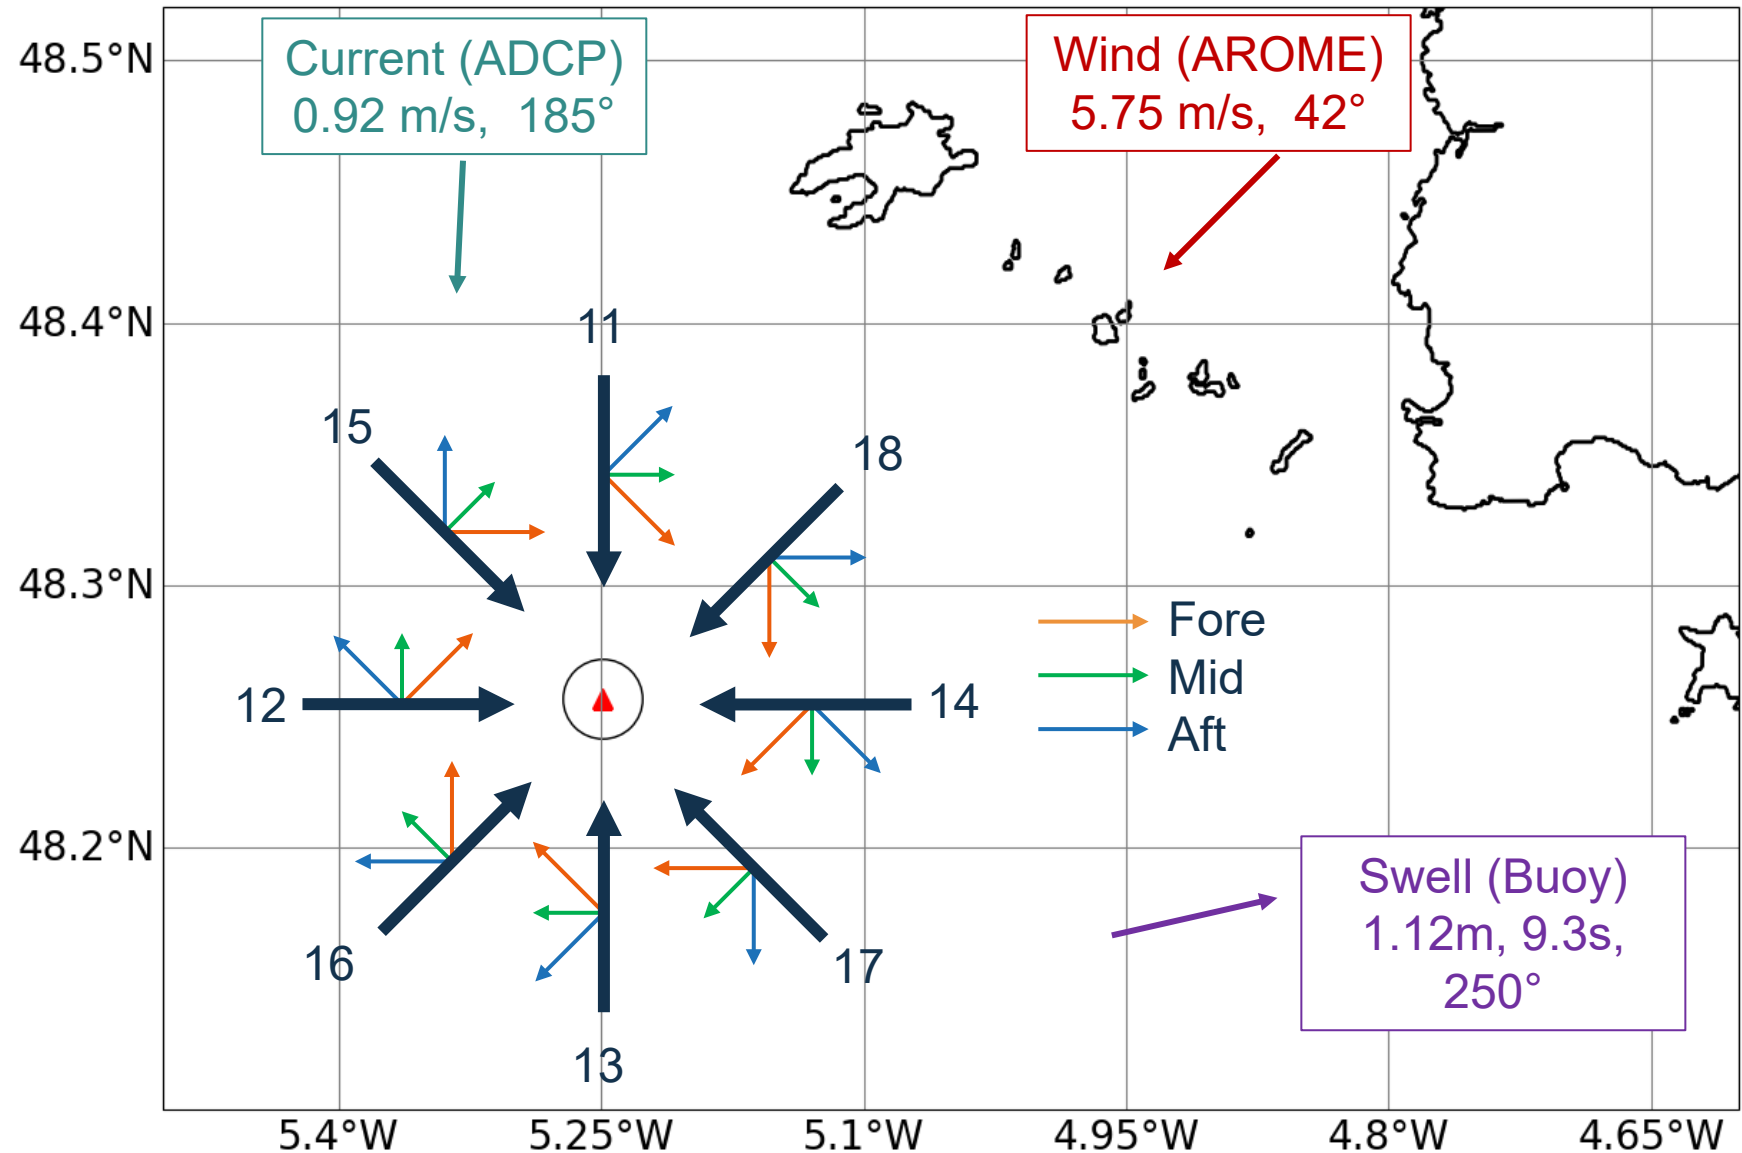 48.5°N
48.4°N
48.3°N
48.2°N
Current (ADCP)
0.92 m/s, 185°
Wind (AROME)
5.75 m/s, 42°
11
15
18
12
14
16
17
13
Fore
Mid
Aft
Swell (Buoy)
1.12m, 9.3s,
250°
5.4°W
5.25°W
5.1°W
4.95°W
4.8°W
4.65°W